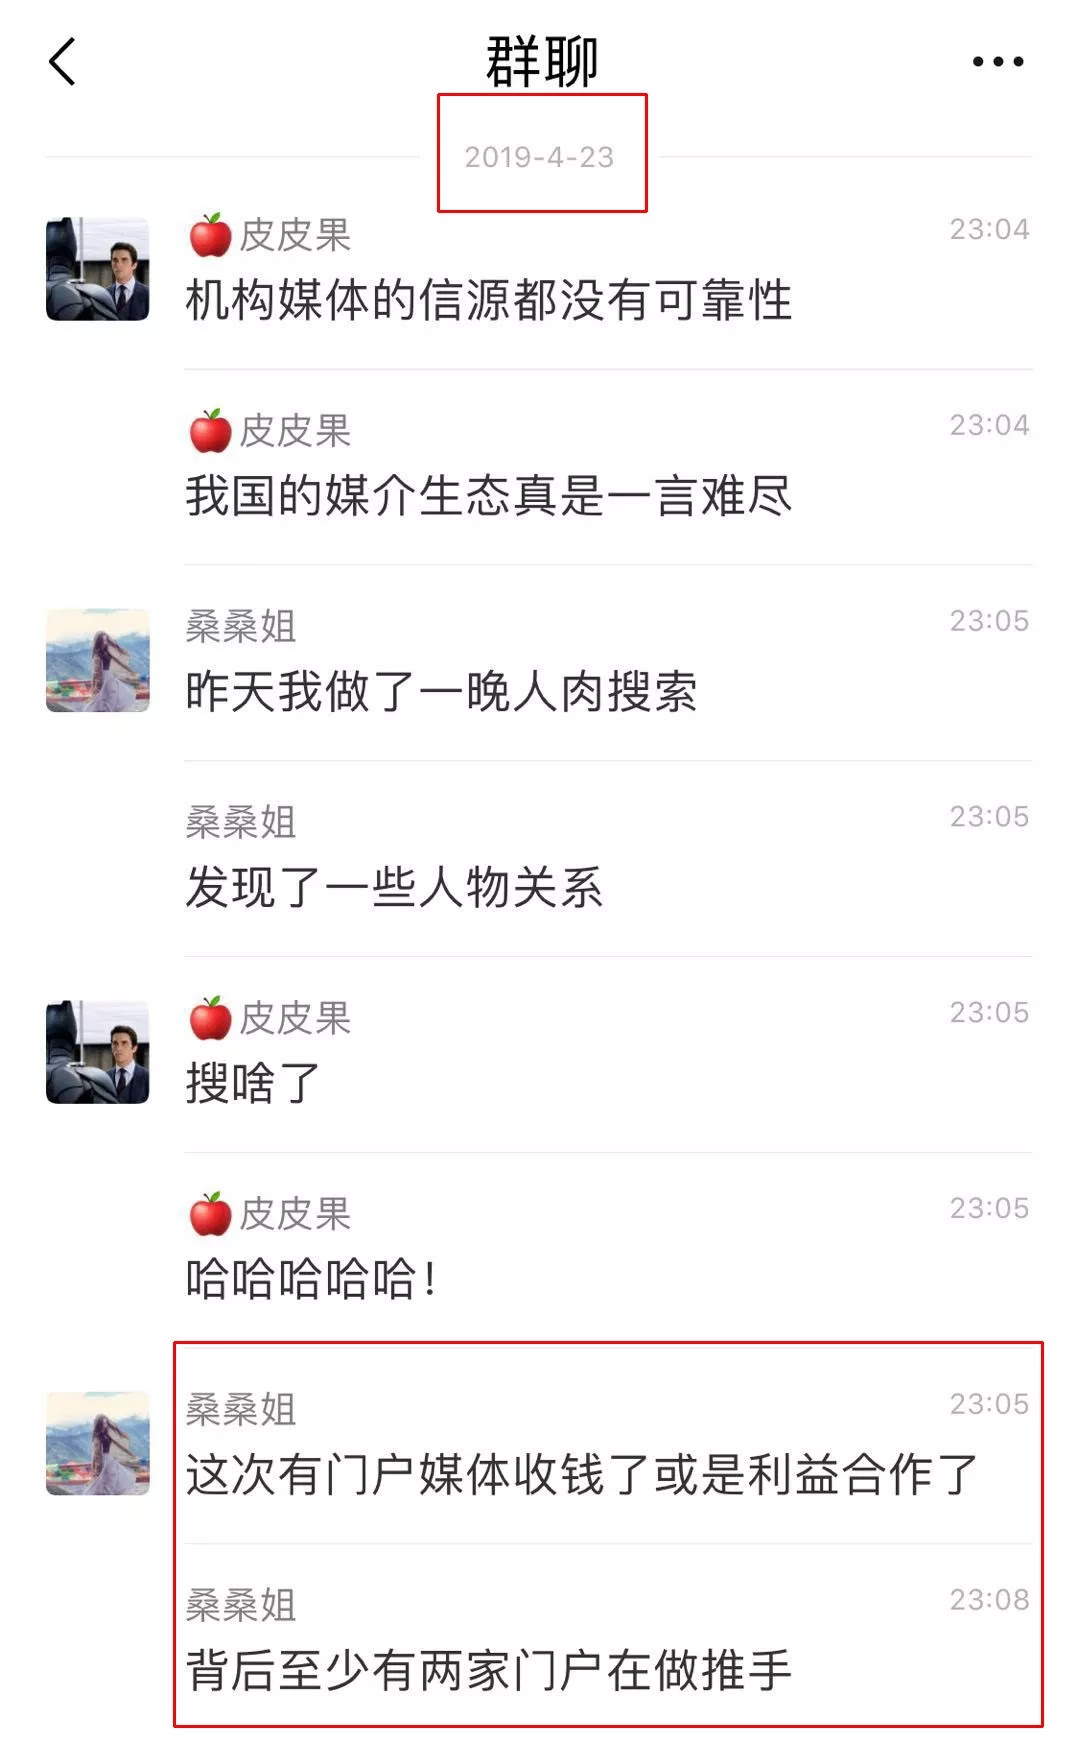 群聊
2019-4-23
🍎皮皮果 23:04
机构媒体的信源都没有可靠性
🍎皮皮果 23:04
我国的媒介生态真是一言难尽
桑桑姐 23:05
昨天我做了一晚人肉搜索
桑桑姐 23:05
发现了一些人物关系
🍎皮皮果 23:05
搜啥了
🍎皮皮果 23:05
哈哈哈哈哈!
桑桑姐 23:05
这次有门户媒体收钱了或是利益合作了
桑桑姐 23:08
背后至少有两家门户在做推手